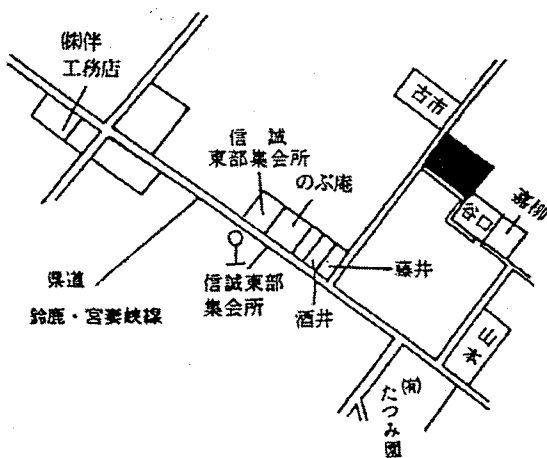 ㈱伴
工務店
信誠
東部集会所
のぶ庵
古市
谷口
嘉柳
藤井
酒井
信誠東部
集会所
県道
鈴鹿・宮妻峡線
山本
㈲
たつみ園